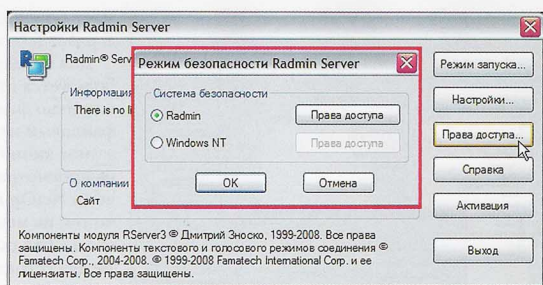 Настройки Radmin Server
Radmin® Serv
Режим безопасности Radmin Server
Режим запуска...
Информация
There is no li
Система безопасности
Radmin
Права доступа
Windows NT
Права доступа
Настройки...
Права доступа...
Справка
О компании
Сайт
OK
Отмена
Активация
Компоненты модуля RServer3 © Дмитрий Зноско, 1999-2008. Все права
защищены. Компоненты текстового и голосового режимов соединения ©
Famatech Corp., 2004-2008. © 1999-2008 Famatech International Corp. и ее
лицензиаты. Все права защищены.
Выход